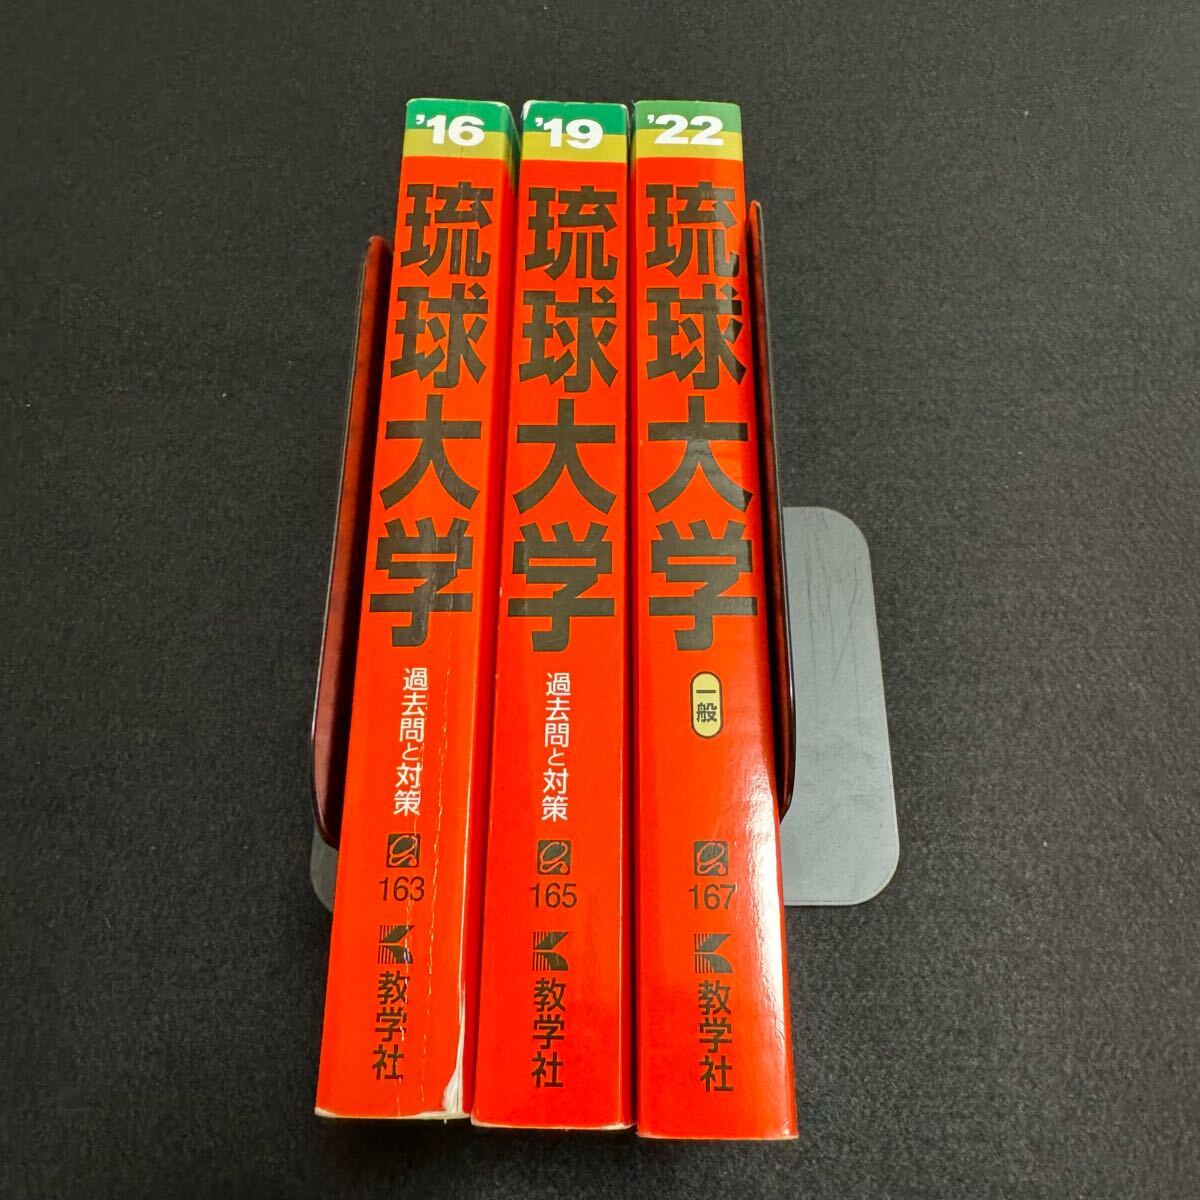 '16
琉球大学
過去問と対策
163
教学社
'19
琉球大学
過去問と対策
165
教学社
'22
琉球大学
一般
167
教学社